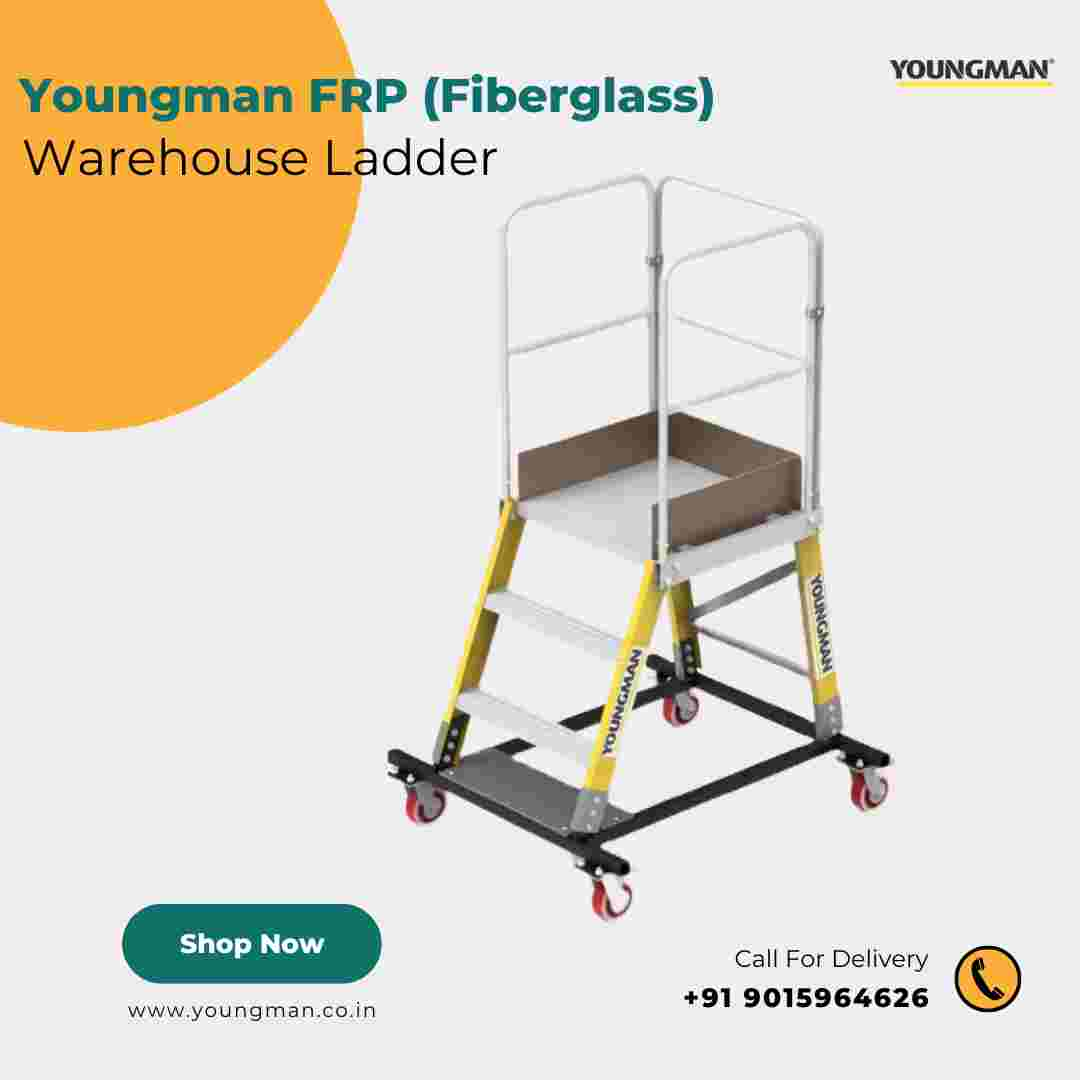 YOUNGMAN®
Youngman FRP (Fiberglass)
Warehouse Ladder
YOUNGMAN
YOUNGMAN
Shop Now
www.youngman.co.in
Call For Delivery
+91 9015964626